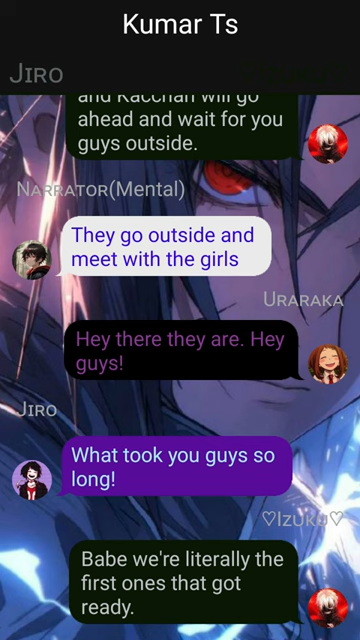 Kumar Ts
Jiro
and Kacchan will go
ahead and wait for you
guys outside.
Narrator(Mental)
They go outside and
meet with the girls
Uraraka
Hey there they are. Hey
guys!
Jiro
What took you guys so
long!
♡Izuku♡
Babe we're literally the
first ones that got
ready.